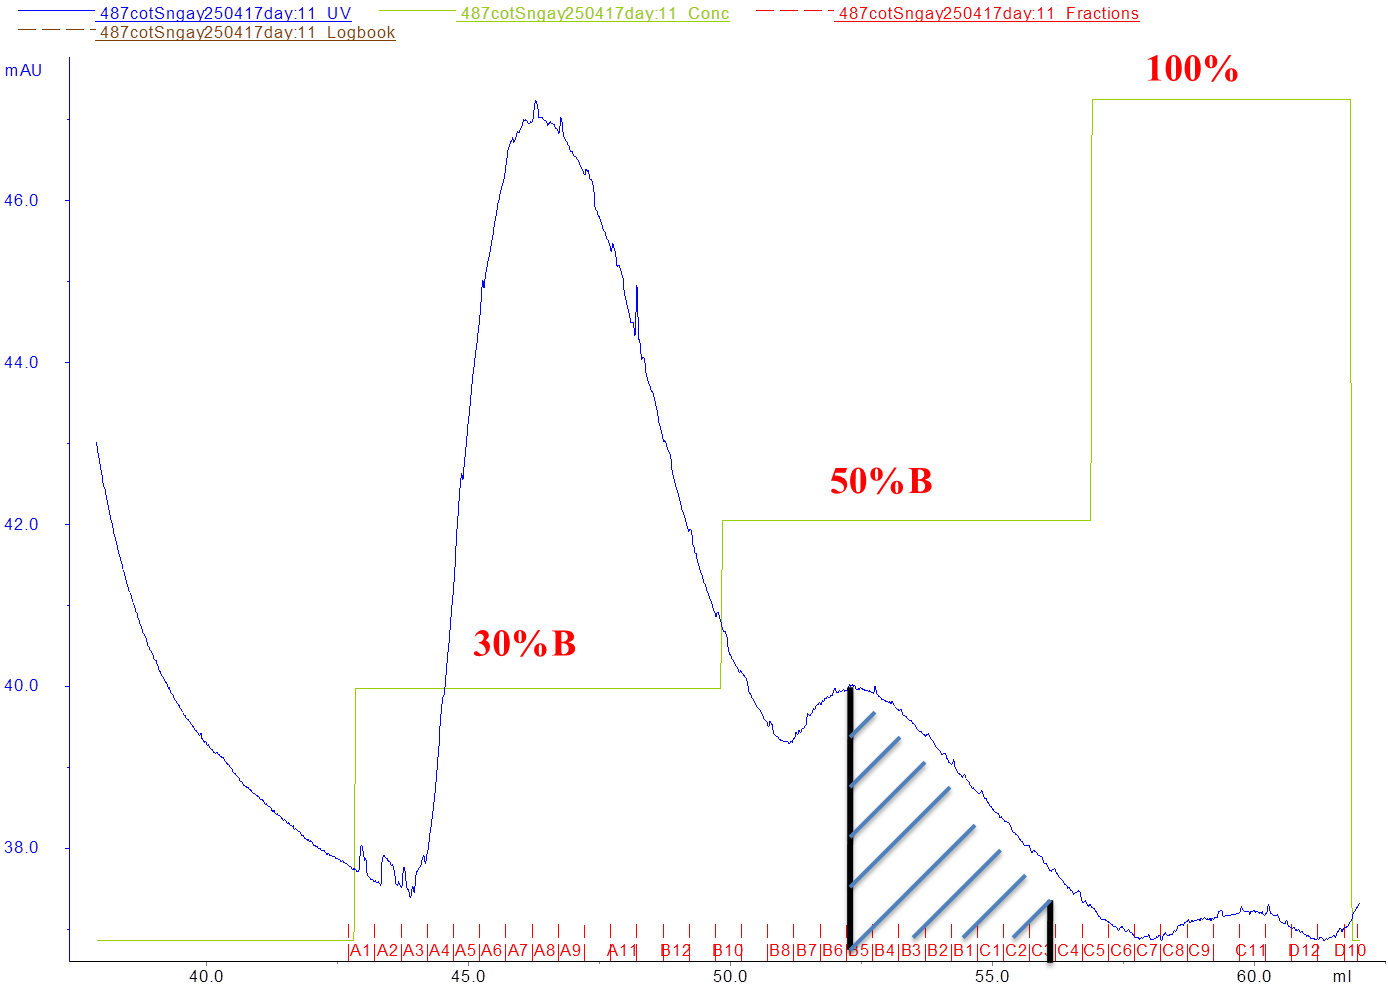 487cotSngay250417day:11_UV 487cotSngay250417day:11_Conc 487cotSngay250417day:11_Fractions
487cotSngay250417day:11_Logbook
mAU
100%
46.0
44.0
50%B
42.0
30%B
40.0
38.0
A1 A2 A3 A4 A5 A6 A7 A8 A9 A11 B12 B10 B8 B7 B6 B5 B4 B3 B2 B1 C1 C2 C3 C4 C5 C6 C7 C8 C9 C11 D12 D10
40.0 45.0 50.0 55.0 60.0 ml